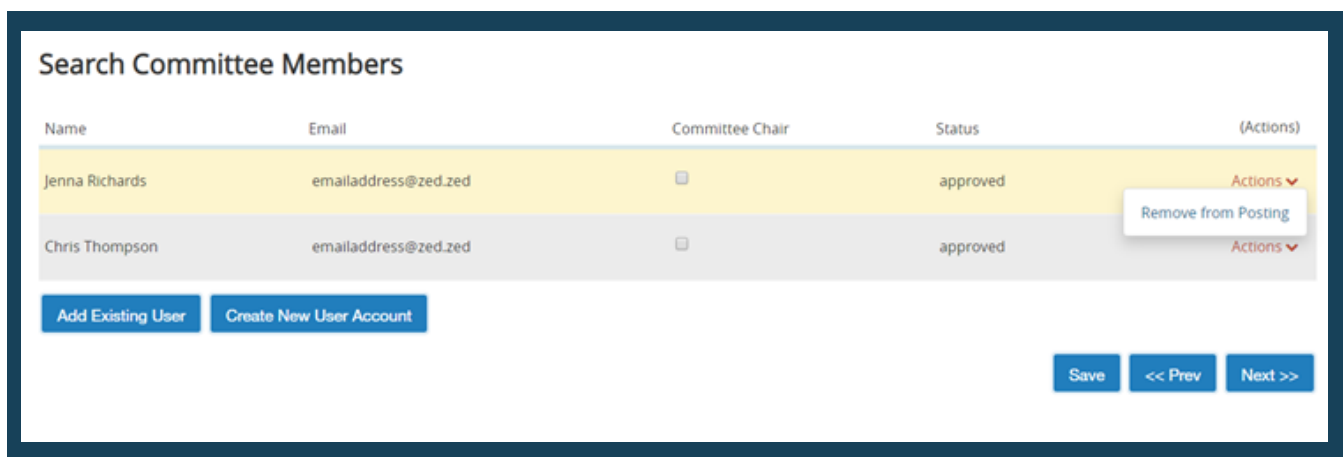 Search Committee Members
Name Email Committee Chair Status (Actions)
Jenna Richards emailaddress@zed.zed approved Actions
Remove from Posting
Chris Thompson emailaddress@zed.zed approved Actions
Add Existing User Create New User Account
Save << Prev Next >>